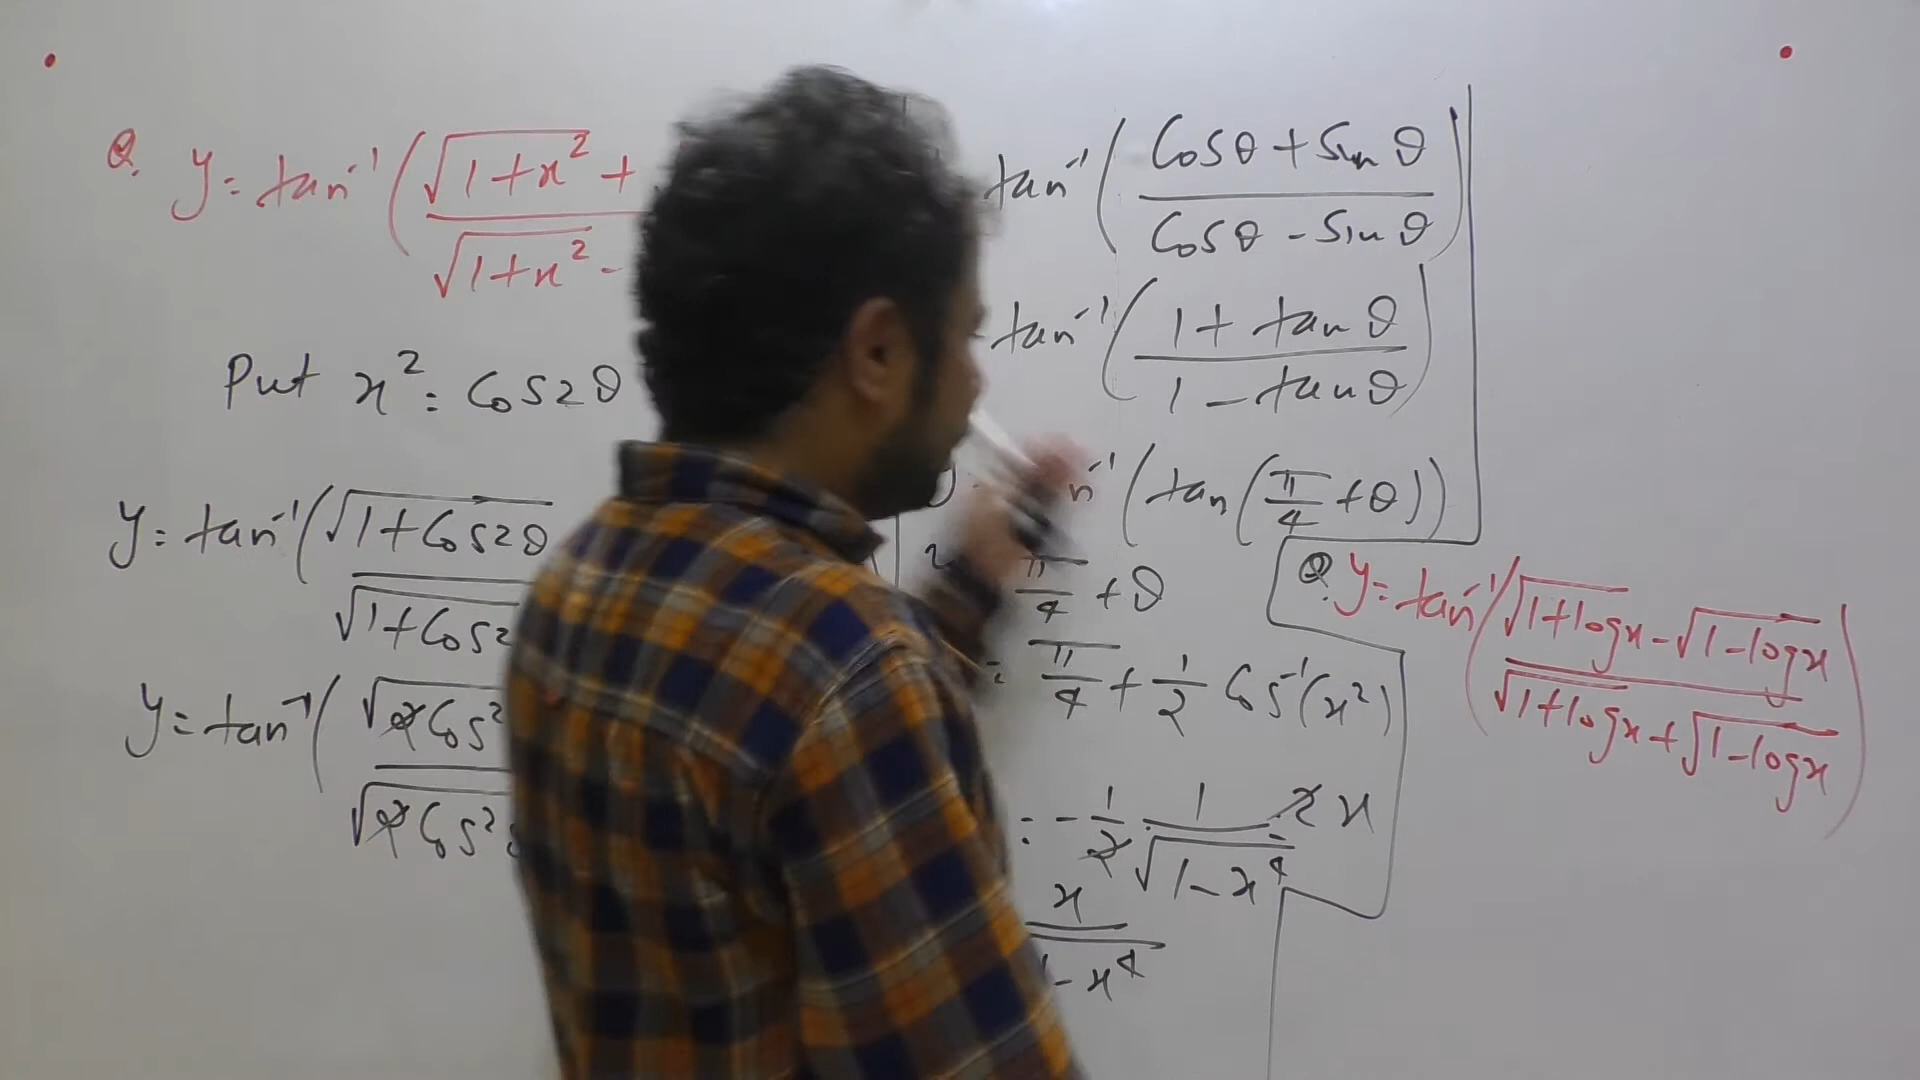 Q. y = tan⁻¹( √1+x² +
√1+x² -
Put x² = Cos2θ
y = tan⁻¹( √1+Cos2θ
√1+Cos2
y = tan⁻¹( √2Cos²
√2Cos²
tan⁻¹( Cosθ + Sinθ
Cosθ - Sinθ )
tan⁻¹( 1 + tanθ
1 - tanθ )
n⁻¹( tan( π/4 + θ))
π/4 + θ
= π/4 + 1/2 Cos⁻¹(x²)
= - 1/2 1/√1-x⁴ 2x
x
1-x⁴
Q. y = tan⁻¹( √1+logx - √1-logx
√1+logx + √1-logx )